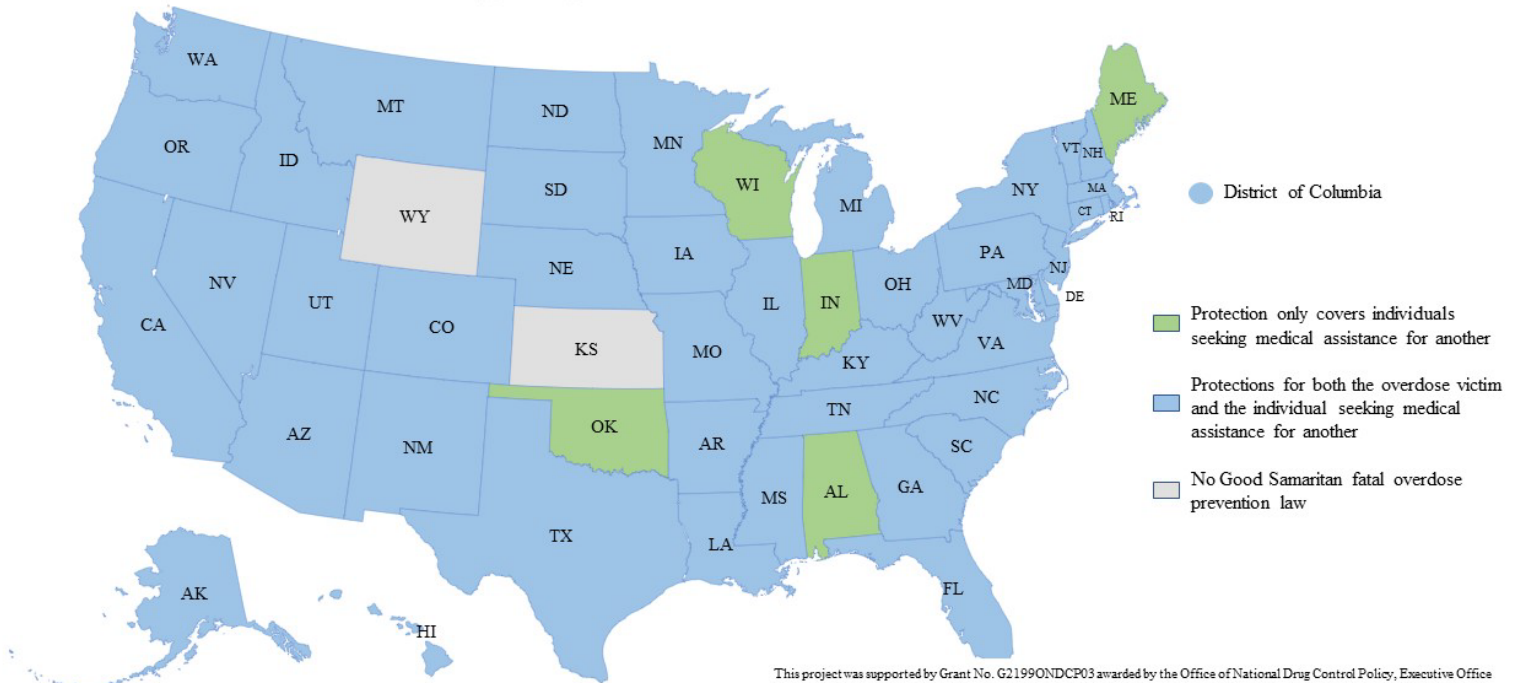 WA
MT
ND
MN
ME
OR
ID
SD
WI
MI
VT
NH
NY
MA
CT
RI
District of Columbia
WY
IA
NE
PA
NJ
NV
UT
CO
IL
IN
OH
MD
DE
WV
CA
KS
MO
KY
VA
Protection only covers individuals
seeking medical assistance for another
AZ
NM
OK
AR
TN
NC
SC
Protections for both the overdose victim
and the individual seeking medical
assistance for another
TX
LA
MS
AL
GA
No Good Samaritan fatal overdose
prevention law
AK
HI
FL
This project was supported by Grant No. G2199ONDCP03 awarded by the Office of National Drug Control Policy, Executive Office